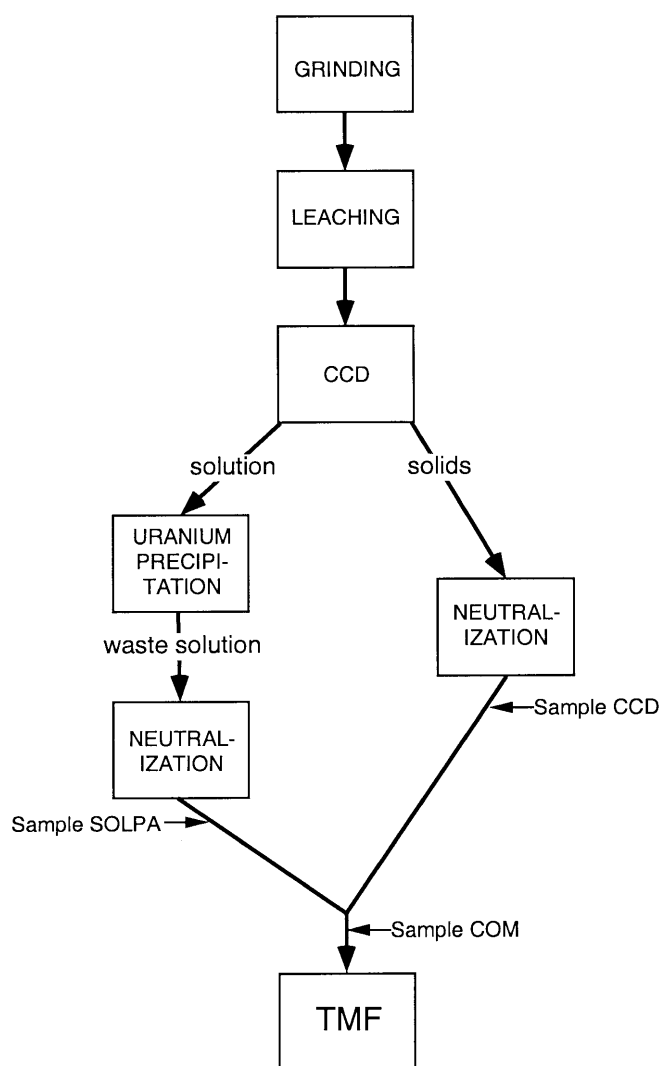 GRINDING
LEACHING
CCD
solution
solids
URANIUM
PRECIPI-
TATION
NEUTRAL-
IZATION
waste solution
Sample CCD
NEUTRAL-
IZATION
Sample SOLPA
Sample COM
TMF